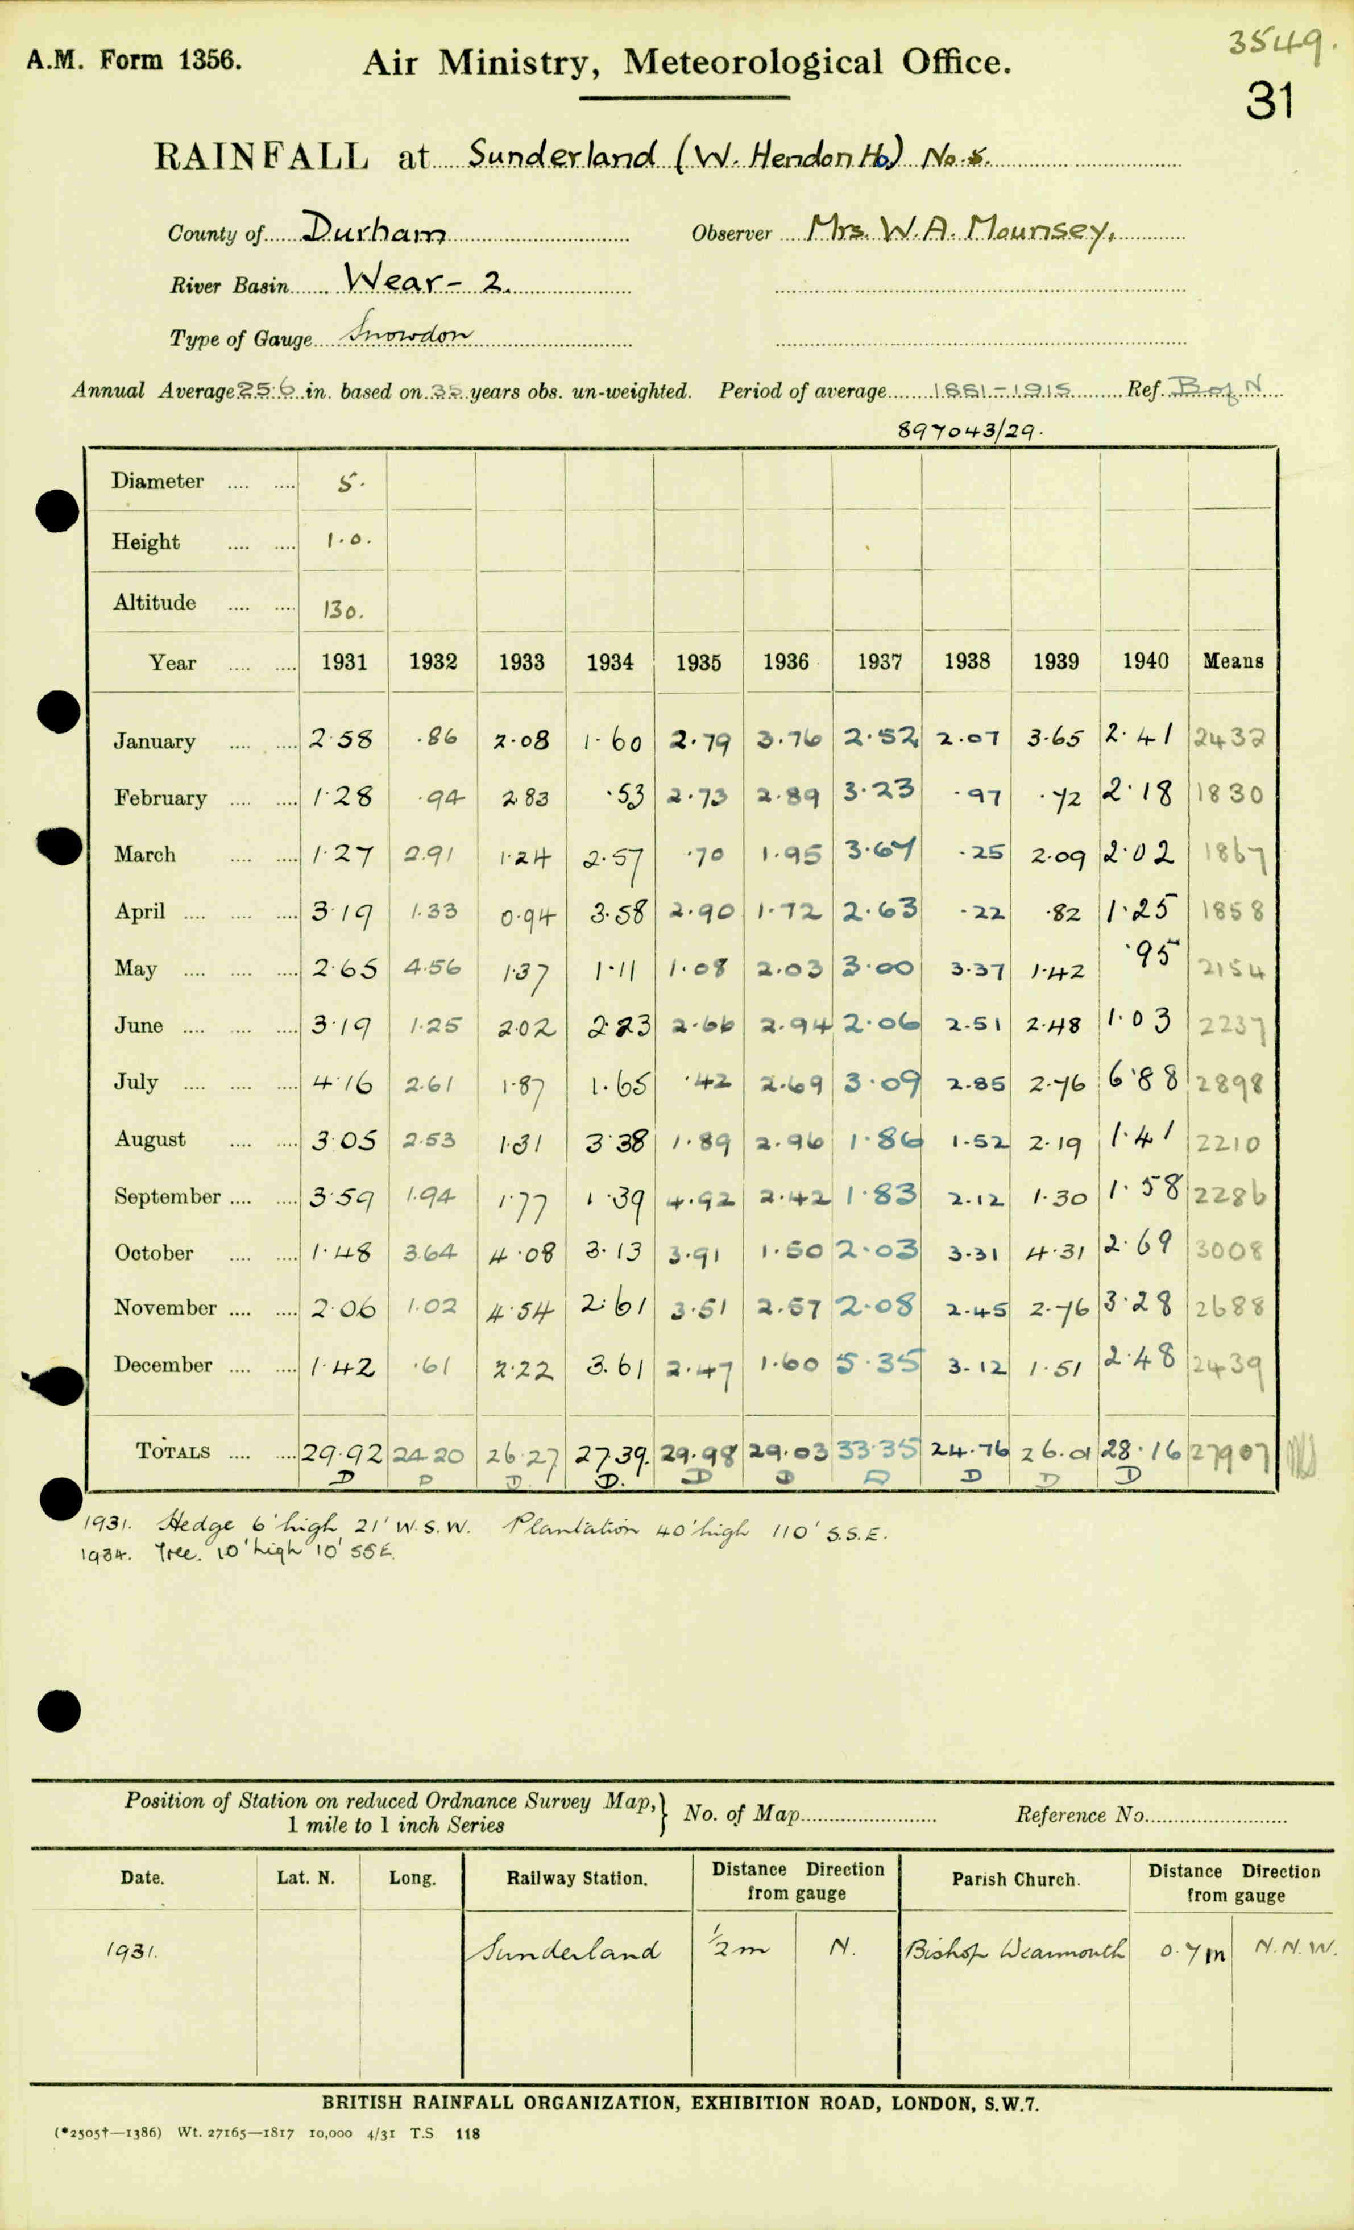 3549.
A.M. Form 1356. Air Ministry, Meteorological Office.
31
RAINFALL at Sunderland (W. Hendon Ho.) No. 5.
County of Durham Observer Mrs. W. A. Mounsey.
River Basin Wear - 2.
Type of Gauge Snowdon
Annual Average 25.6 in. based on 35 years obs. un-weighted. Period of average 1881-1915 Ref. B of N
897043/29.
Diameter 5.
Height 1.0.
Altitude 130.
Year 1931 1932 1933 1934 1935 1936 1937 1938 1939 1940 Means
January 2.58 .86 2.08 1.60 2.79 3.76 2.52 2.07 3.65 2.41 2432
February 1.28 .94 2.83 .53 2.73 2.89 3.23 .97 .72 2.18 1830
March 1.27 2.91 1.24 2.57 .70 1.95 3.67 .25 2.09 2.02 1867
April 3.19 1.33 0.94 3.58 2.90 1.72 2.63 .22 .82 1.25 1858
May 2.65 4.56 1.37 1.11 1.08 2.03 3.00 3.37 1.42 .95 2154
June 3.19 1.25 2.02 2.23 2.66 2.94 2.06 2.51 2.48 1.03 2237
July 4.16 2.61 1.87 1.65 .42 2.69 3.09 2.85 2.76 6.88 2898
August 3.05 2.53 1.31 3.38 1.89 2.96 1.86 1.52 2.19 1.41 2210
September 3.59 1.94 1.77 1.39 4.92 2.42 1.83 2.12 1.30 1.58 2286
October 1.48 3.64 4.08 3.13 3.91 1.50 2.03 3.31 4.31 2.69 3008
November 2.06 1.02 4.54 2.61 3.51 2.57 2.08 2.45 2.76 3.28 2688
December 1.42 .61 2.22 3.61 2.47 1.60 5.35 3.12 1.51 2.48 2439
TOTALS 29.92 24.20 26.27 27.39. 29.98 29.03 33.35 24.76 26.01 28.16 27907
D D D D. D D D D D D
1931. Hedge 6' high 21' W.S.W. Plantation 40' high 110' S.S.E.
1934. Tree. 10' high 10' SSE.
Position of Station on reduced Ordnance Survey Map, } No. of Map Reference No.
1 mile to 1 inch Series
Date. Lat. N. Long. Railway Station. Distance Direction Parish Church. Distance Direction
from gauge from gauge
1931. Sunderland 1/2 m N. Bishop Wearmouth 0.7m N.N.W.
BRITISH RAINFALL ORGANIZATION, EXHIBITION ROAD, LONDON, S.W.7.
(*2505†—1386) Wt. 27165—1817 10,000 4/31 T.S 118